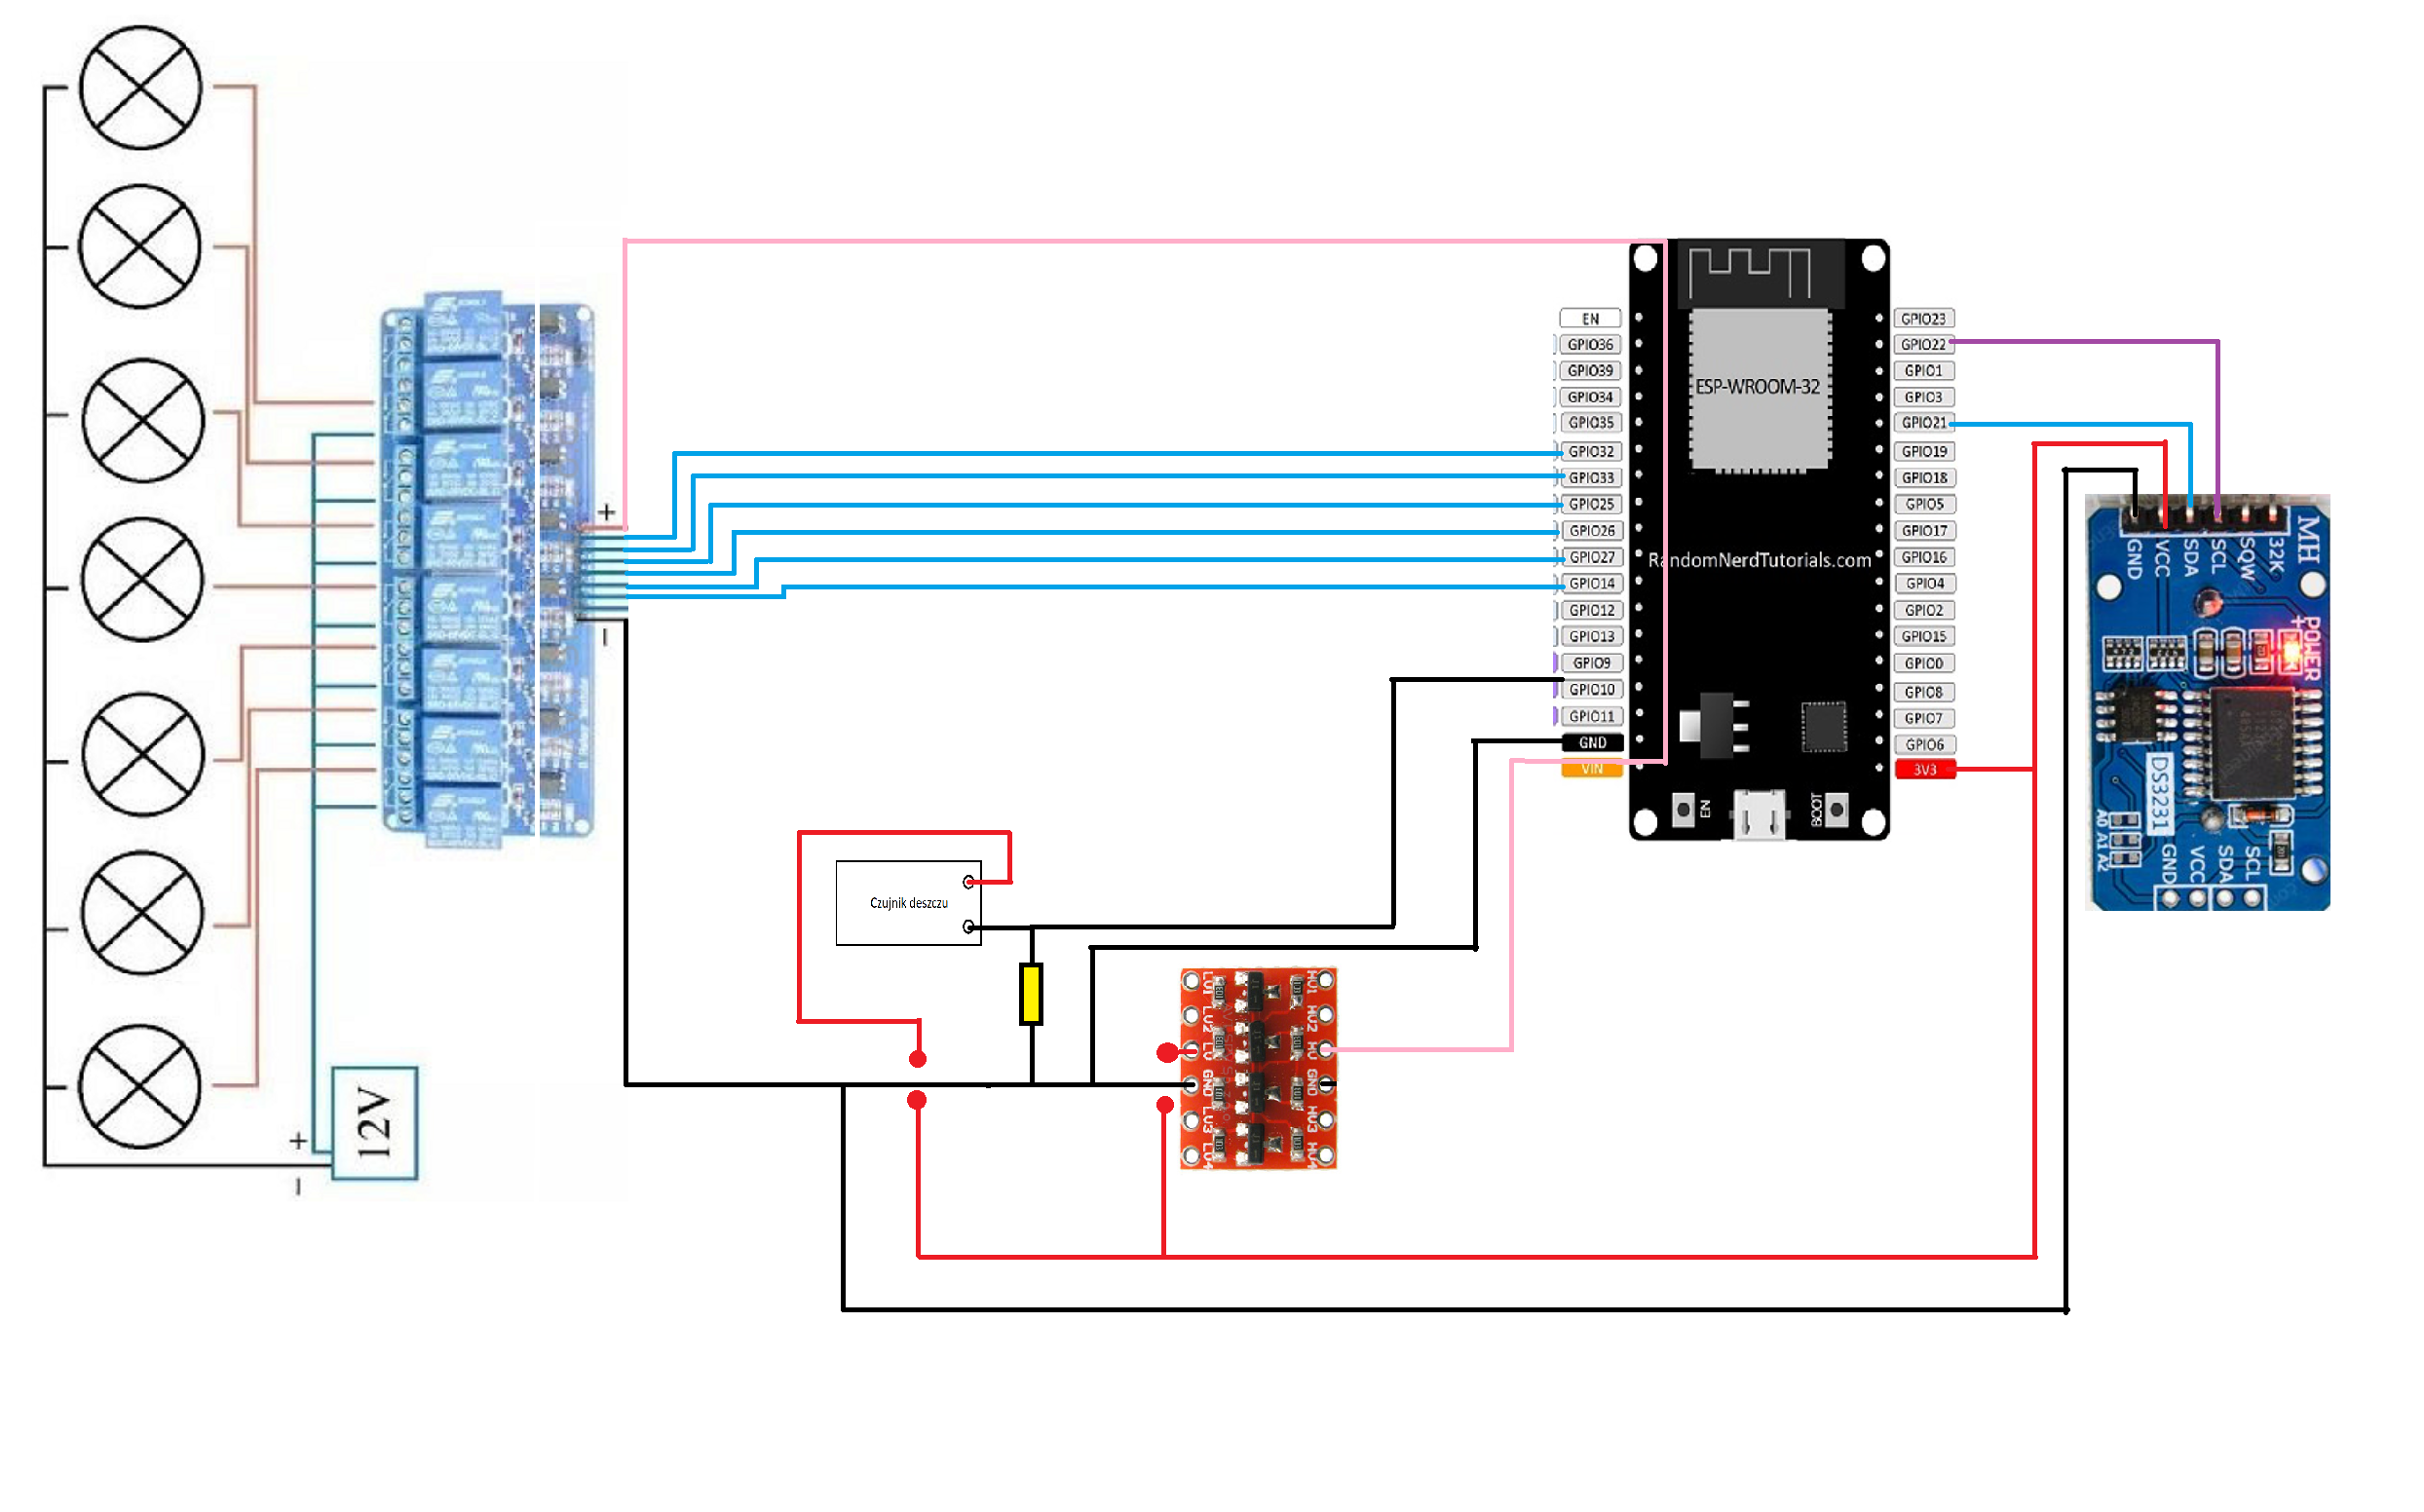 +
EN
GPIO36
GPIO39
GPIO34
GPIO35
GPIO32
GPIO33
GPIO25
GPIO26
GPIO27
GPIO14
GPIO12
GPIO13
GPIO9
GPIO10
GPIO11
GND
VIN
ESP-WROOM-32
RandomNerdTutorials.com
EN
BOOT
GPIO23
GPIO22
GPIO1
GPIO3
GPIO21
GPIO19
GPIO18
GPIO5
GPIO17
GPIO16
GPIO4
GPIO2
GPIO15
GPIO0
GPIO8
GPIO7
GPIO6
3V3
GND
VCC
SDA
SCL
SQW
32K
MHI
+
POWER
DS3231
A0 A1 A2
GND
VCC
SDA
SCL
-
Czujnik deszczu
LV1
LV2
LV
GND
LV3
LV4
HV1
HV2
HV
GND
HV3
HV4
+
12V
-